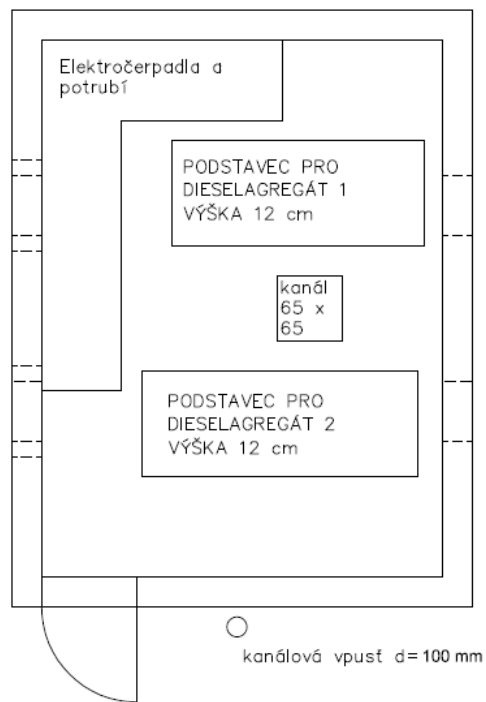 Elektročerpadla a
potrubí
PODSTAVEC PRO
DIESELAGREGÁT 1
VÝŠKA 12 cm
kanál
65 x
65
PODSTAVEC PRO
DIESELAGREGÁT 2
VÝŠKA 12 cm
kanálová vpusť d=100 mm